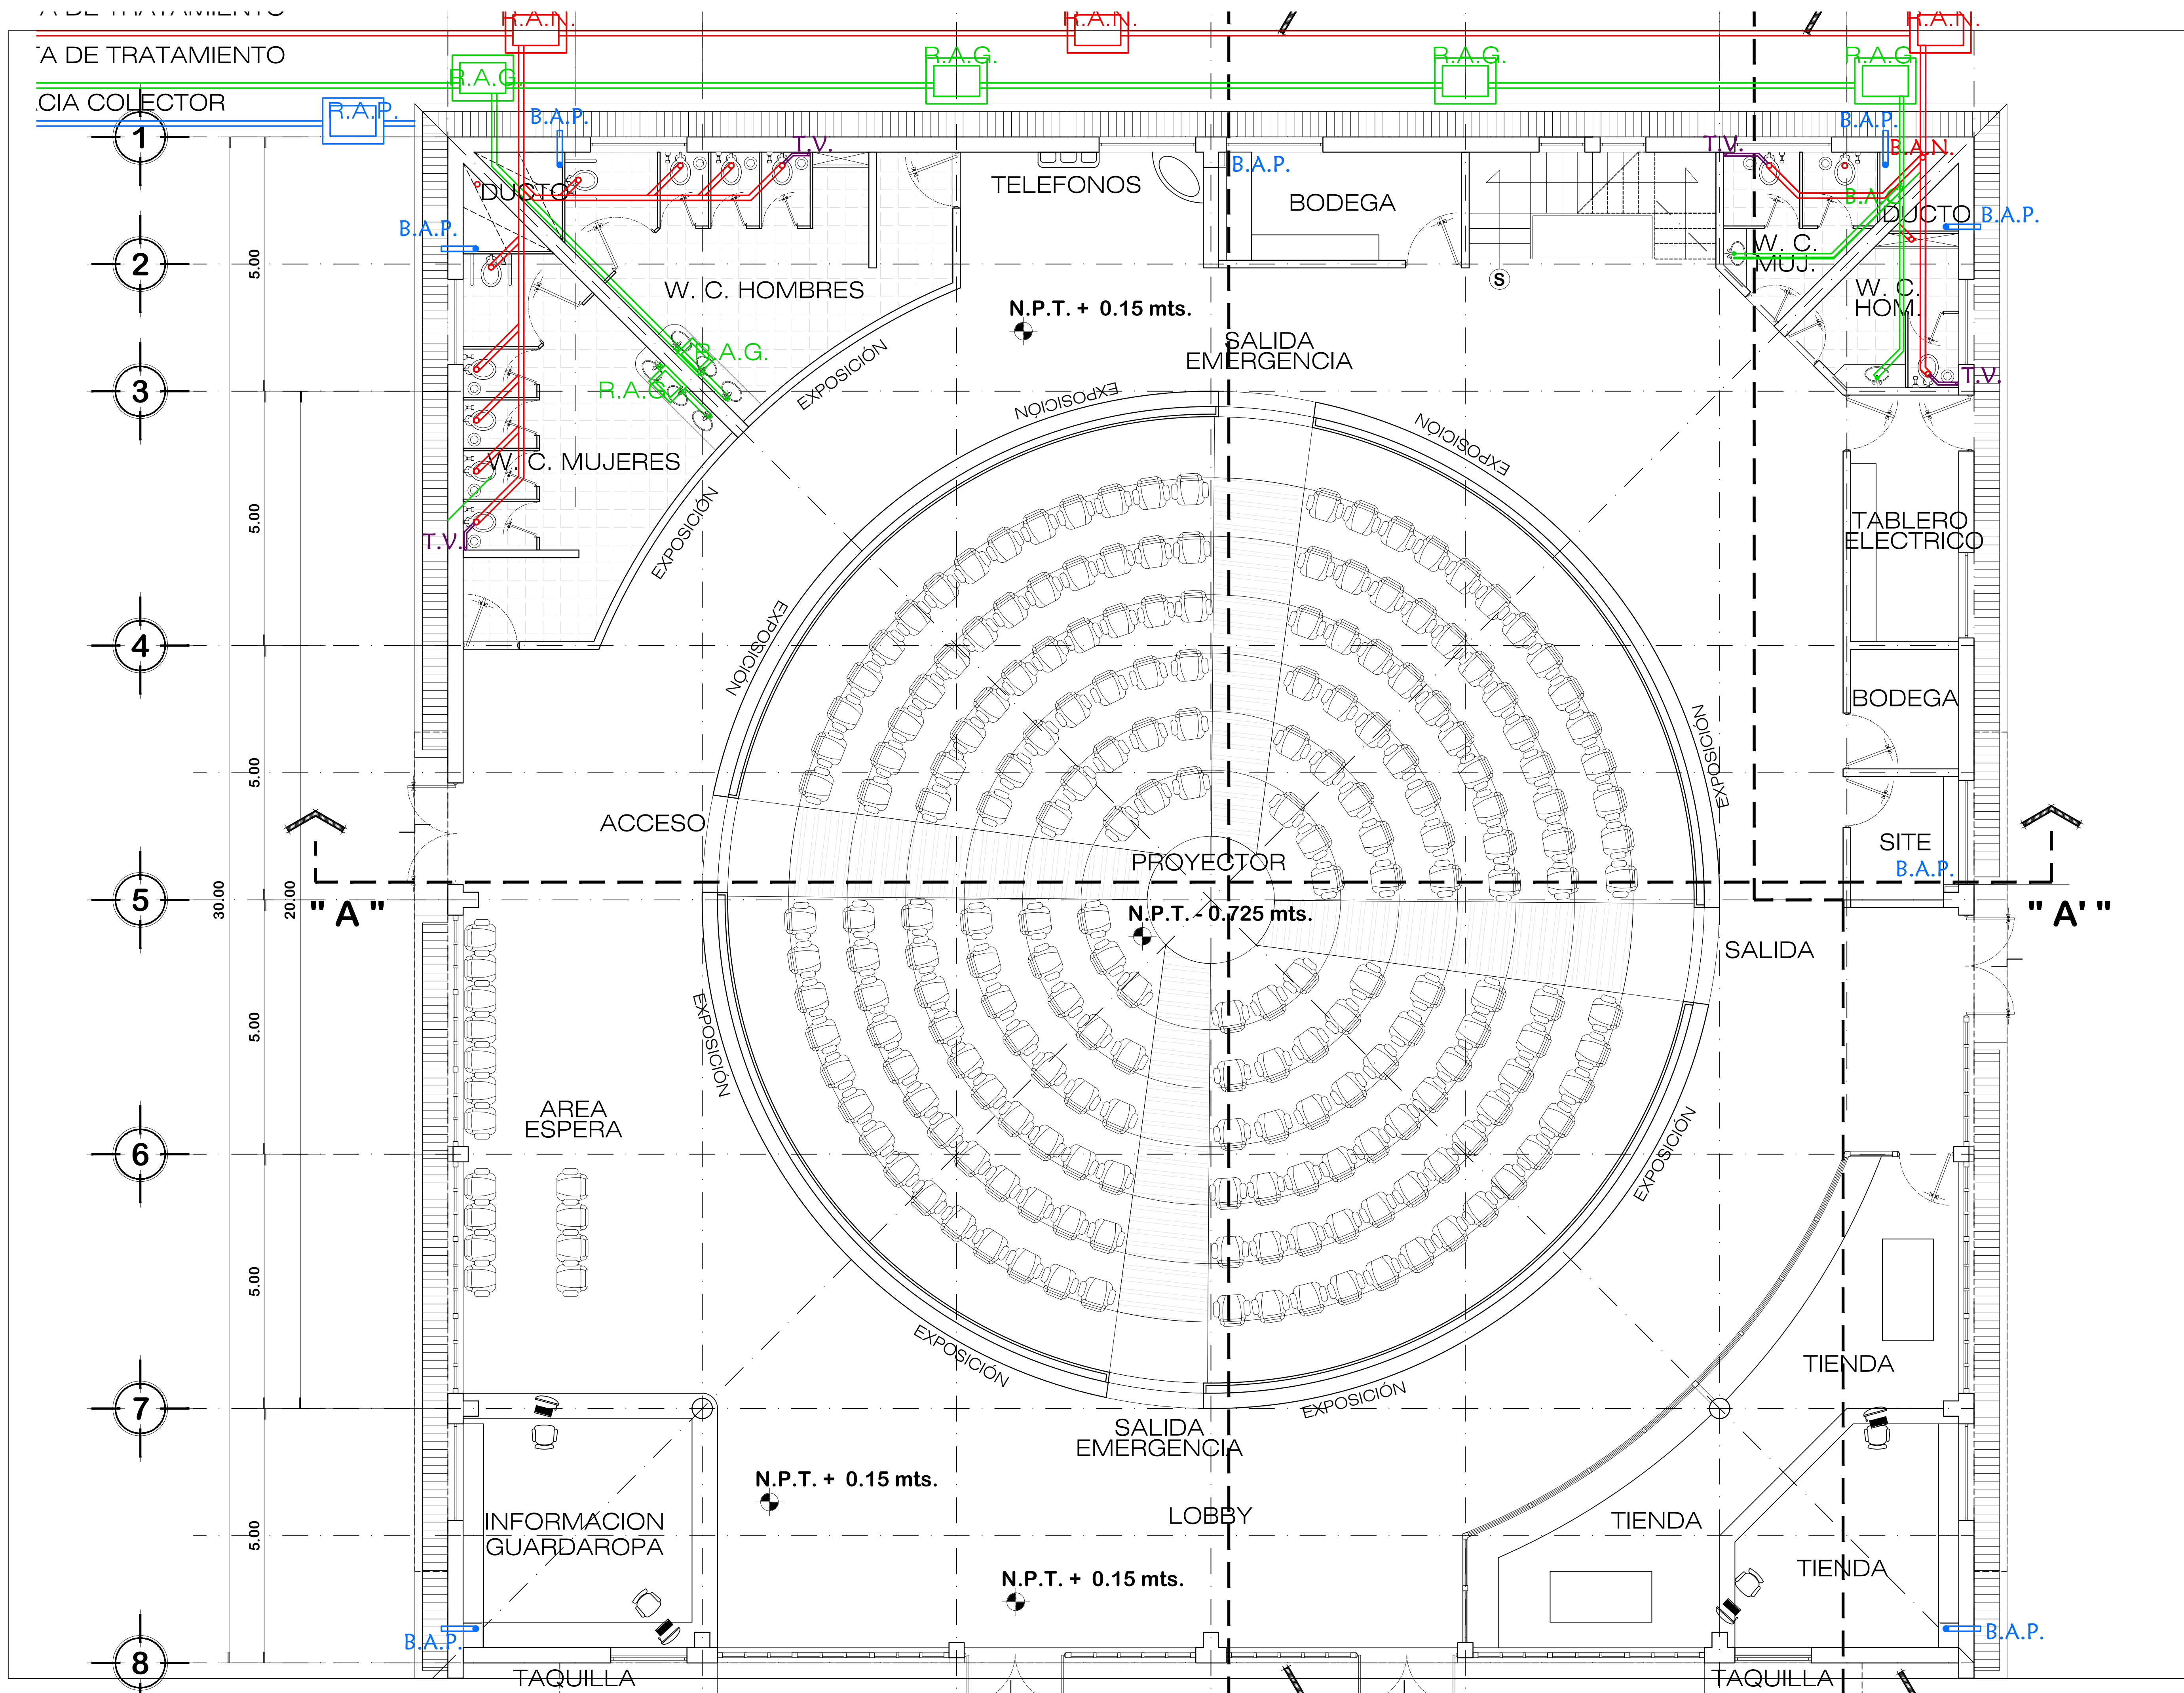 R.A.N.
R.A.N.
R.A.N.
TA DE TRATAMIENTO
R.A.G.
R.A.G.
R.A.G.
R.A.G
CIA COLECTOR
R.A.P.
B.A.P.
B.A.P.
1
T.V.
T.V.
B.A.N.
TELEFONOS
B.A.P.
DUCTO
BODEGA
B.A.G
DUCTO
B.A.P.
B.A.P.
2
5.00
W. C.
MUJ.
W. C. HOMBRES
W. C.
HOM.
S
N.P.T. + 0.15 mts.
SALIDA
EMERGENCIA
R.A.G.
EXPOSICIÓN
3
R.A.G.
T.V.
EXPOSICIÓN
EXPOSICIÓN
W. C. MUJERES
EXPOSICIÓN
5.00
T.V.
TABLERO
ELECTRICO
4
EXPOSICIÓN
BODEGA
EXPOSICIÓN
5.00
ACCESO
SITE
PROYECTOR
B.A.P.
5
30.00
20.00
" A "
N.P.T. - 0.725 mts.
" A' "
SALIDA
5.00
EXPOSICIÓN
AREA
ESPERA
6
EXPOSICIÓN
5.00
EXPOSICIÓN
TIENDA
7
EXPOSICIÓN
SALIDA
EMERGENCIA
N.P.T. + 0.15 mts.
INFORMACION
GUARDAROPA
LOBBY
TIENDA
5.00
N.P.T. + 0.15 mts.
TIENDA
B.A.P.
B.A.P.
8
TAQUILLA
TAQUILLA